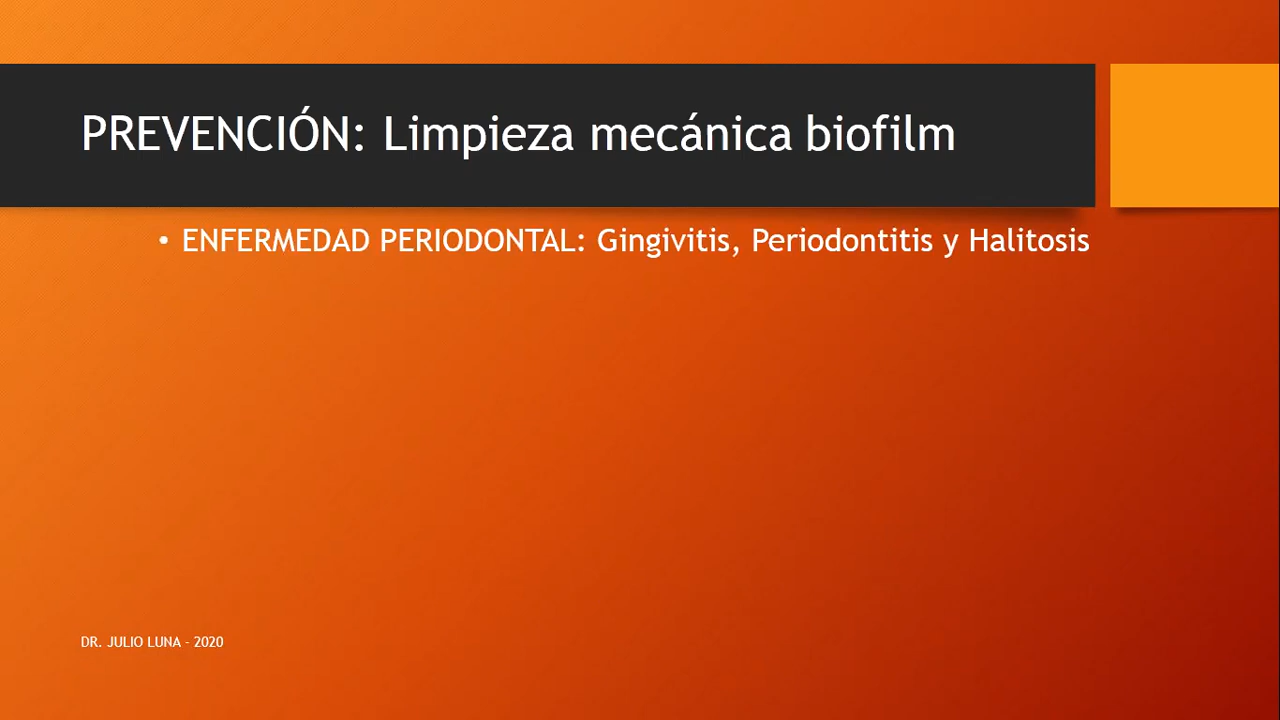 PREVENCIÓN: Limpieza mecánica biofilm
• ENFERMEDAD PERIODONTAL: Gingivitis, Periodontitis y Halitosis
DR. JULIO LUNA - 2020